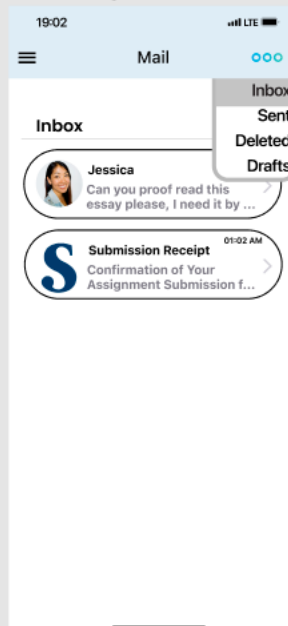 19:02 LTE
Mail
Inbox
Sent
Deleted
Drafts
Inbox
Jessica
Can you proof read this
essay please, I need it by ...
01:02 AM
Submission Receipt
Confirmation of Your
Assignment Submission f...
S